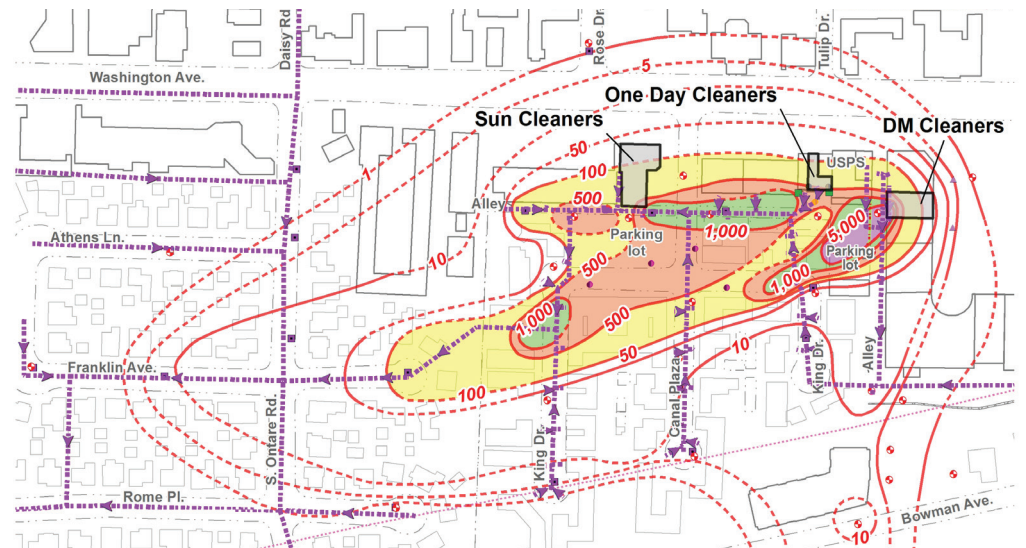 Daisy Rd.
Rose Dr.
Tulip Dr.
Washington Ave.
5
One Day Cleaners
Sun Cleaners
DM Cleaners
50
USPS
100
1
500
Alleys
5,000
1,000
Parking
lot
Athens Ln.
Parking
lot
10
500
1,000
1,000
500
50
10
Franklin Ave.
100
King Dr.
Alley
Canal Plaza
King Dr.
S. Ontare Rd.
Rome Pl.
Bowman Ave.
10